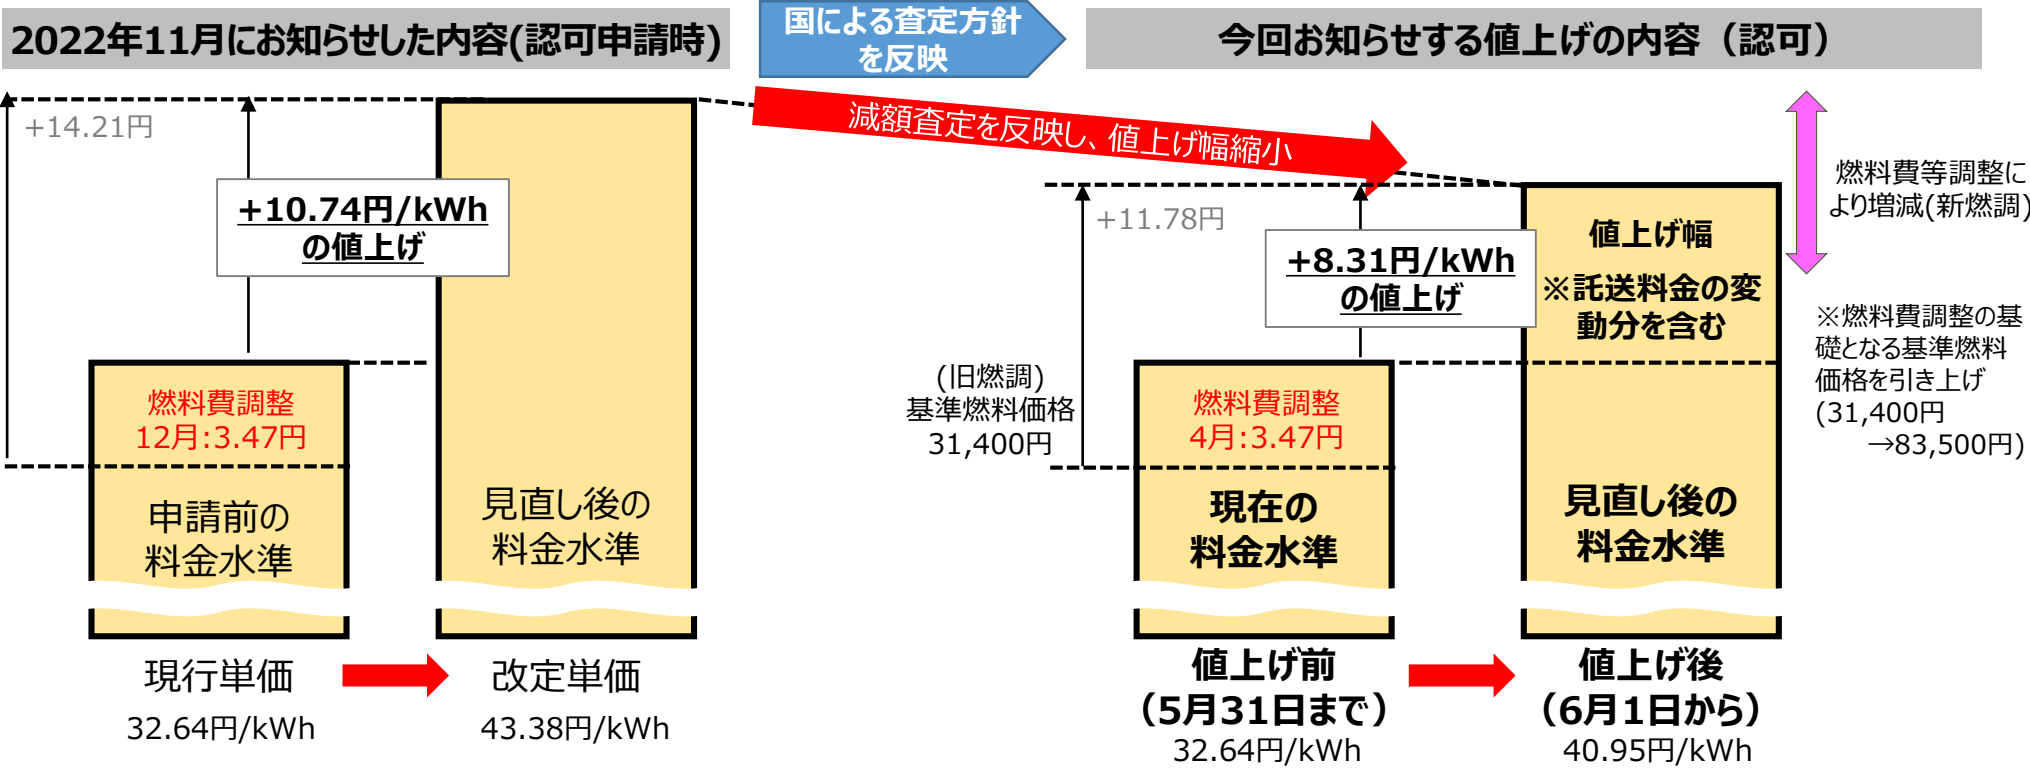 2022年11月にお知らせした内容(認可申請時)
国による査定方針
を反映
今回お知らせする値上げの内容（認可）
+14.21円
+10.74円/kWh
の値上げ
減額査定を反映し、値上げ幅縮小
燃料費調整
12月:3.47円
申請前の
料金水準
見直し後の
料金水準
現行単価
32.64円/kWh
改定単価
43.38円/kWh
+11.78円
+8.31円/kWh
の値上げ
(旧燃調)
基準燃料価格
31,400円
燃料費調整
4月:3.47円
現在の
料金水準
値上げ幅
※託送料金の変
動分を含む
見直し後の
料金水準
燃料費等調整に
より増減(新燃調)
※燃料費調整の基
礎となる基準燃料
価格を引き上げ
(31,400円
→83,500円)
値上げ前
（5月31日まで）
32.64円/kWh
値上げ後
（6月1日から）
40.95円/kWh